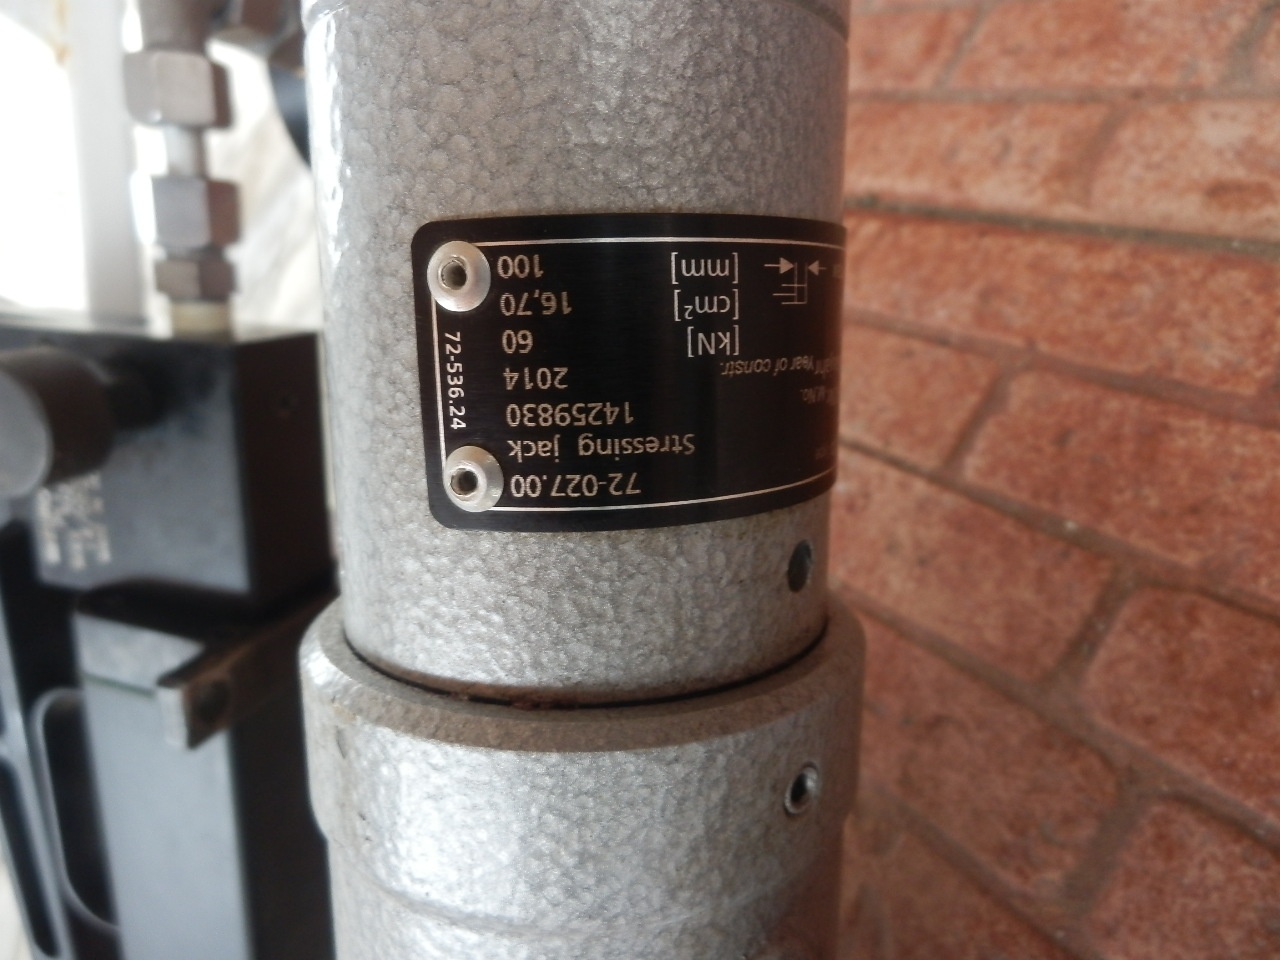 72-027.00
Stressing jack
14259830
Year of constr. 2014
[kN] 60
[cm²] 16,70
[mm] 100
72-536.24